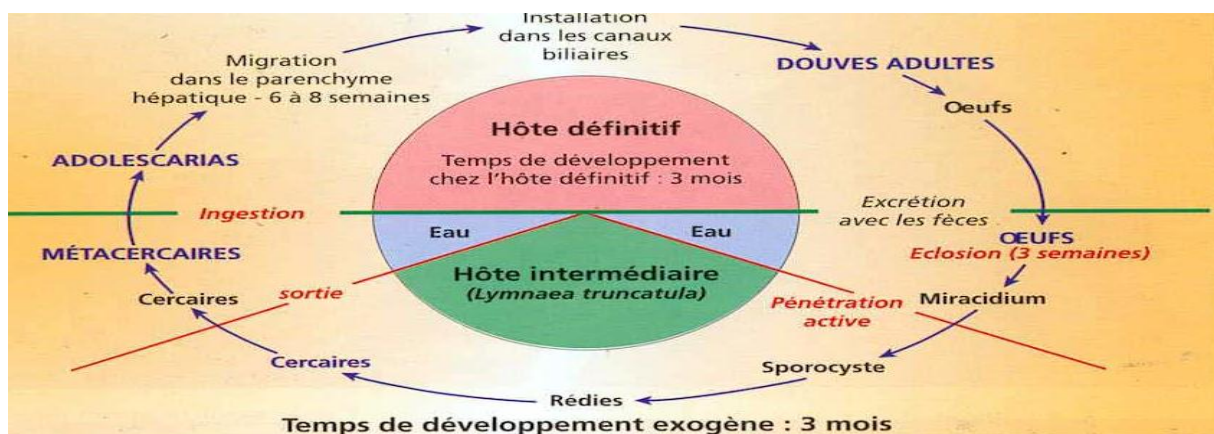 Installation
dans les canaux
biliaires
Migration
dans le parenchyme
hépatique - 6 à 8 semaines
DOUVES ADULTES
Oeufs
Hôte définitif
Temps de développement
chez l'hôte définitif : 3 mois
ADOLESCARIAS
Ingestion
Excrétion
avec les fèces
Eau
Eau
OEUFS
Eclosion (3 semaines)
MÉTACERCAIRES
Hôte intermédiaire
(Lymnaea truncatula)
Cercaires
sortie
Pénétration
active
Miracidium
Cercaires
Sporocyste
Rédies
Temps de développement exogène : 3 mois